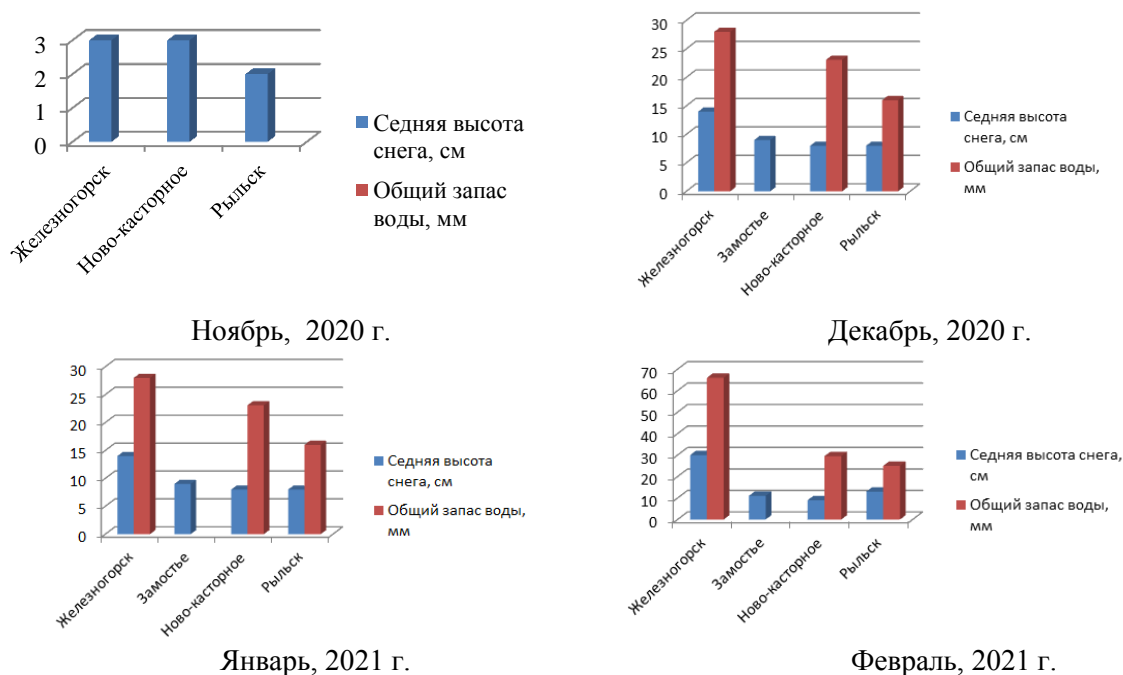 3
2
1
0
Железногорск
Ново-касторное
Рыльск
Седняя высота
снега, см
Общий запас
воды, мм
Ноябрь, 2020 г.
30
25
20
15
10
5
0
Железногорск
Замостье
Ново-касторное
Рыльск
Седняя высота
снега, см
Общий запас воды,
мм
Декабрь, 2020 г.
30
25
20
15
10
5
0
Железногорск
Замостье
Ново-касторное
Рыльск
Седняя высота
снега, см
Общий запас воды,
мм
Январь, 2021 г.
70
60
50
40
30
20
10
0
Железногорск
Замостье
Ново-касторное
Рыльск
Седняя высота снега,
см
Общий запас воды,
мм
Февраль, 2021 г.